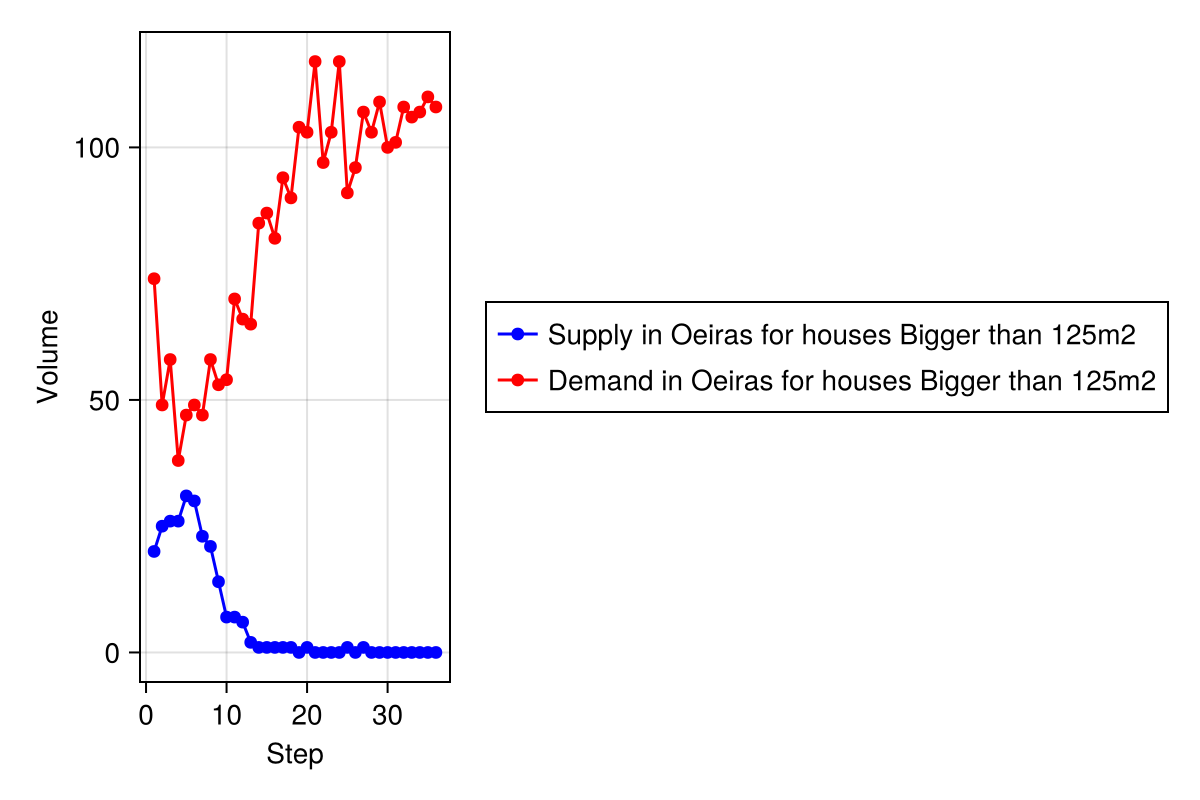 100
50
0
Volume
0 10 20 30
Step
Supply in Oeiras for houses Bigger than 125m2
Demand in Oeiras for houses Bigger than 125m2